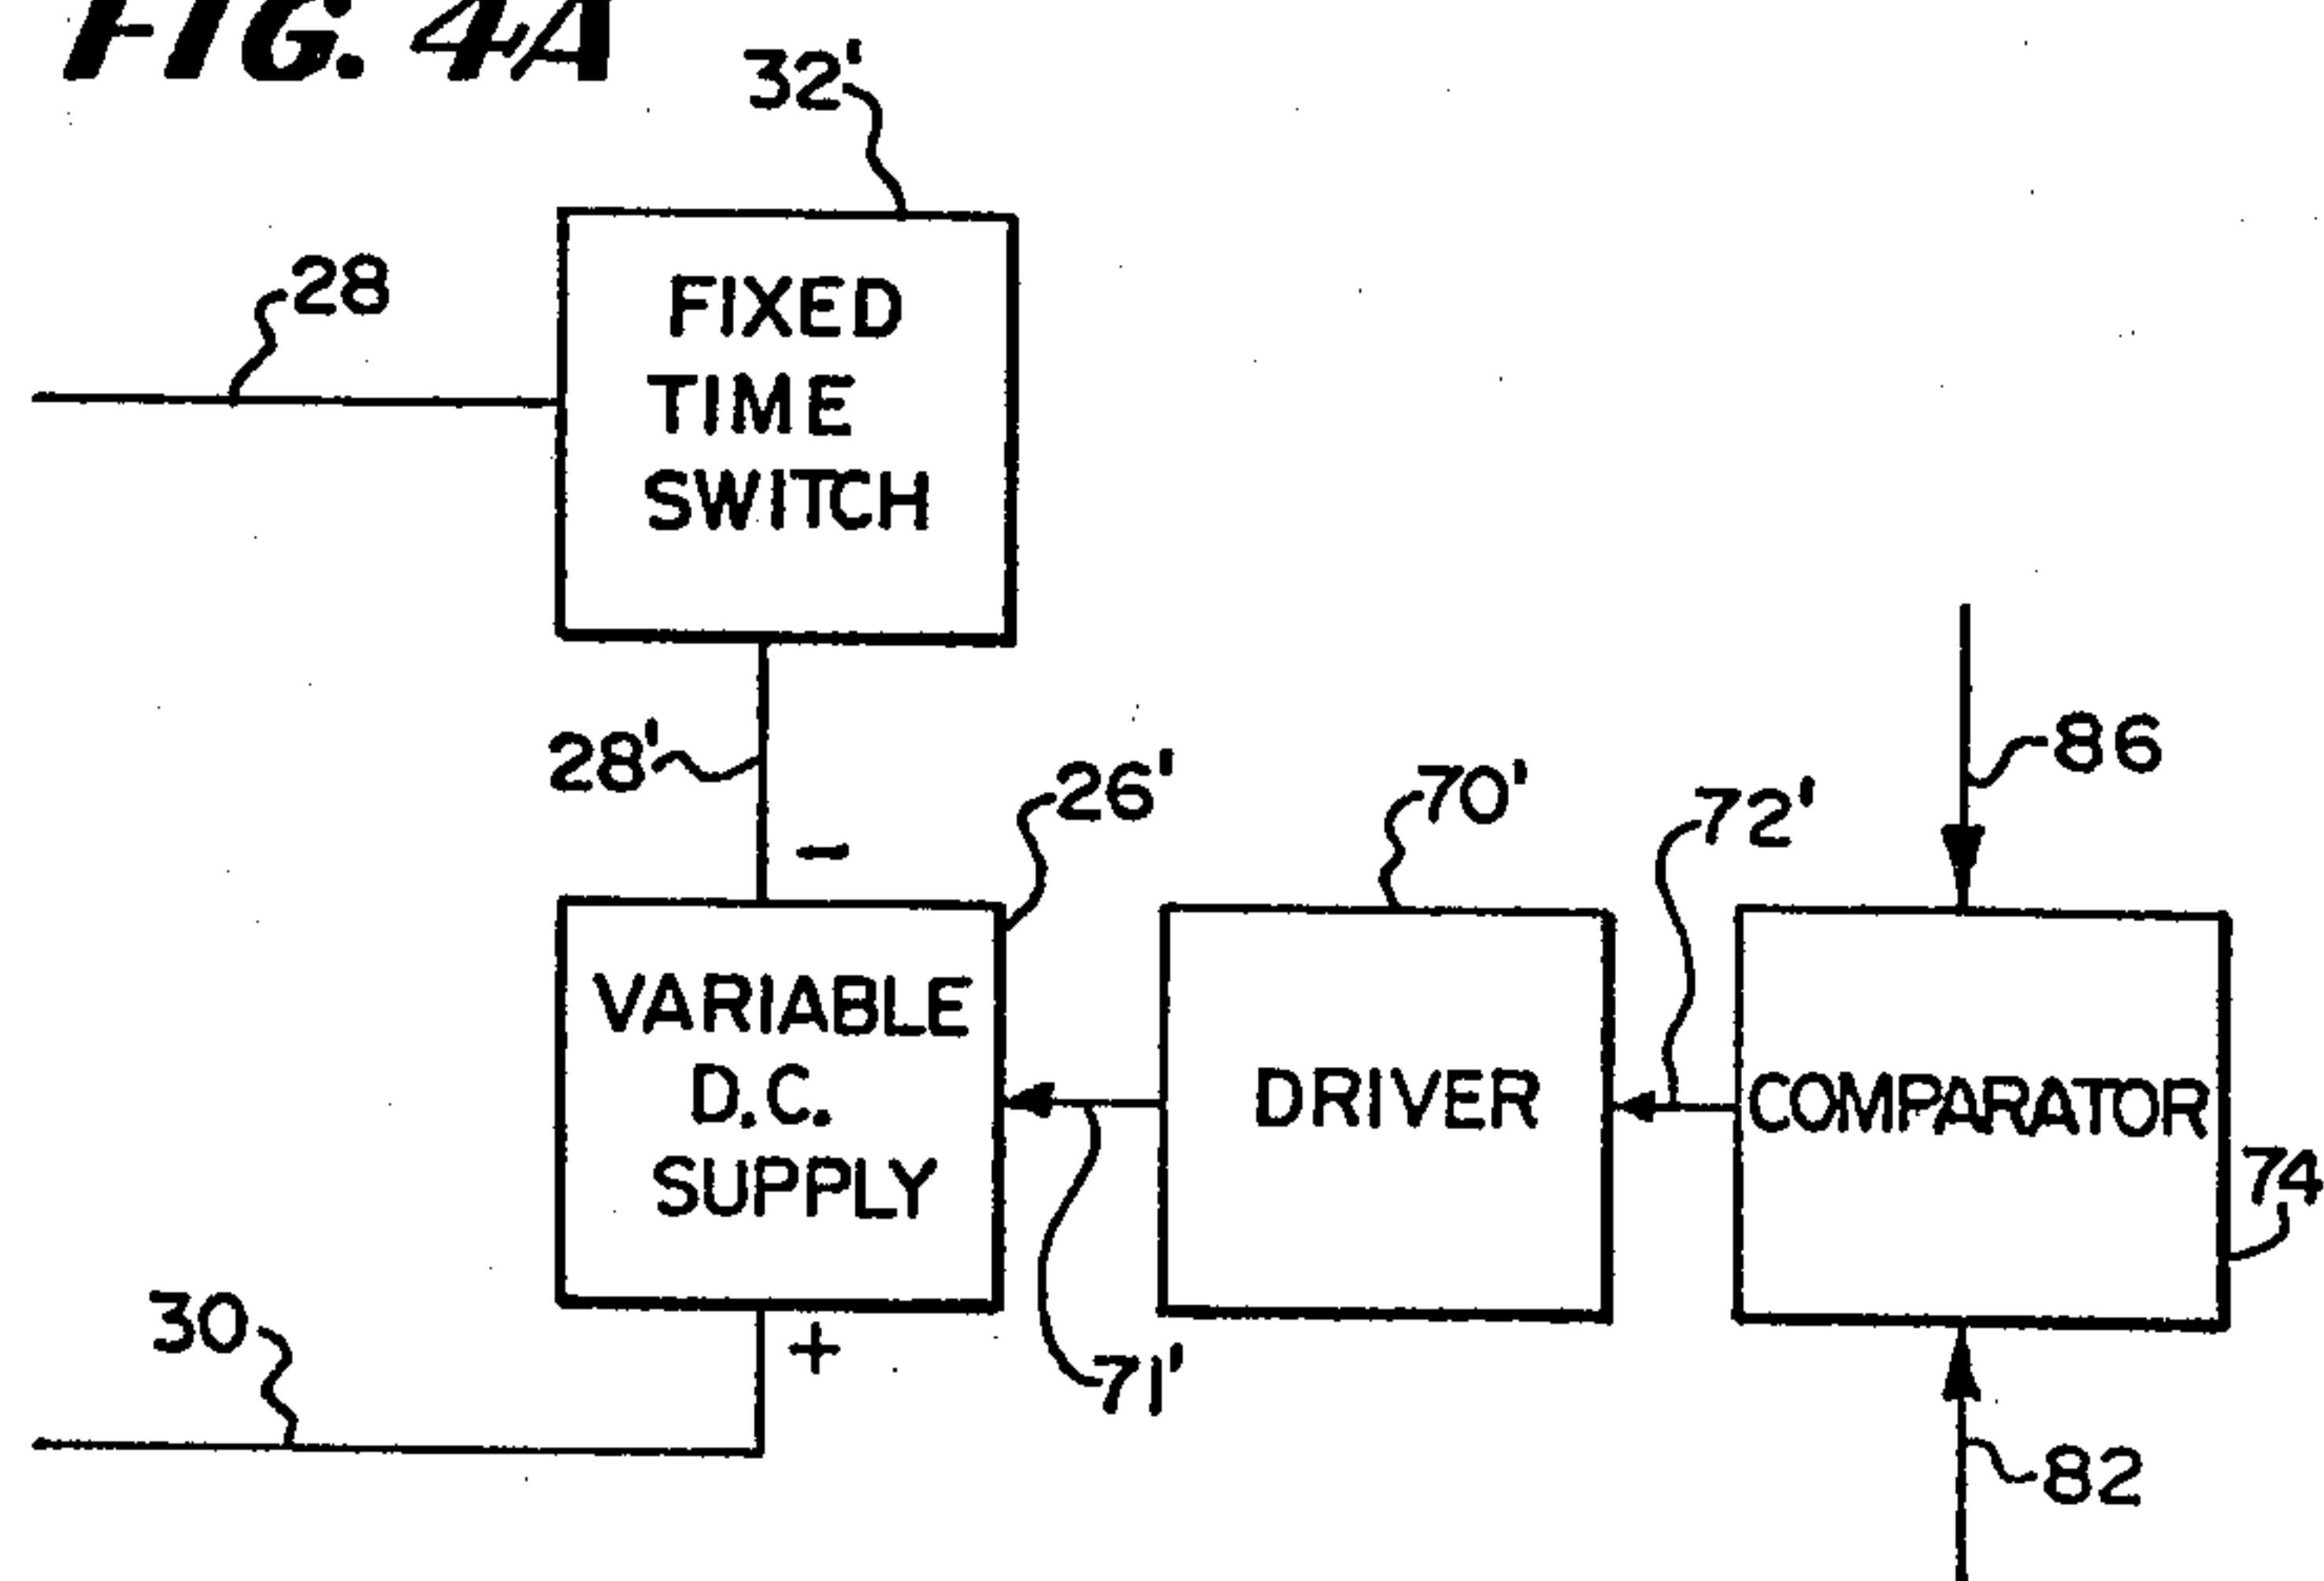 FIG. 4A
32'
28
FIXED
TIME
SWITCH
28'
-
26'
70'
72'
86
VARIABLE
D.C.
SUPPLY
DRIVER
COMPARATOR
74
30
+
71'
82